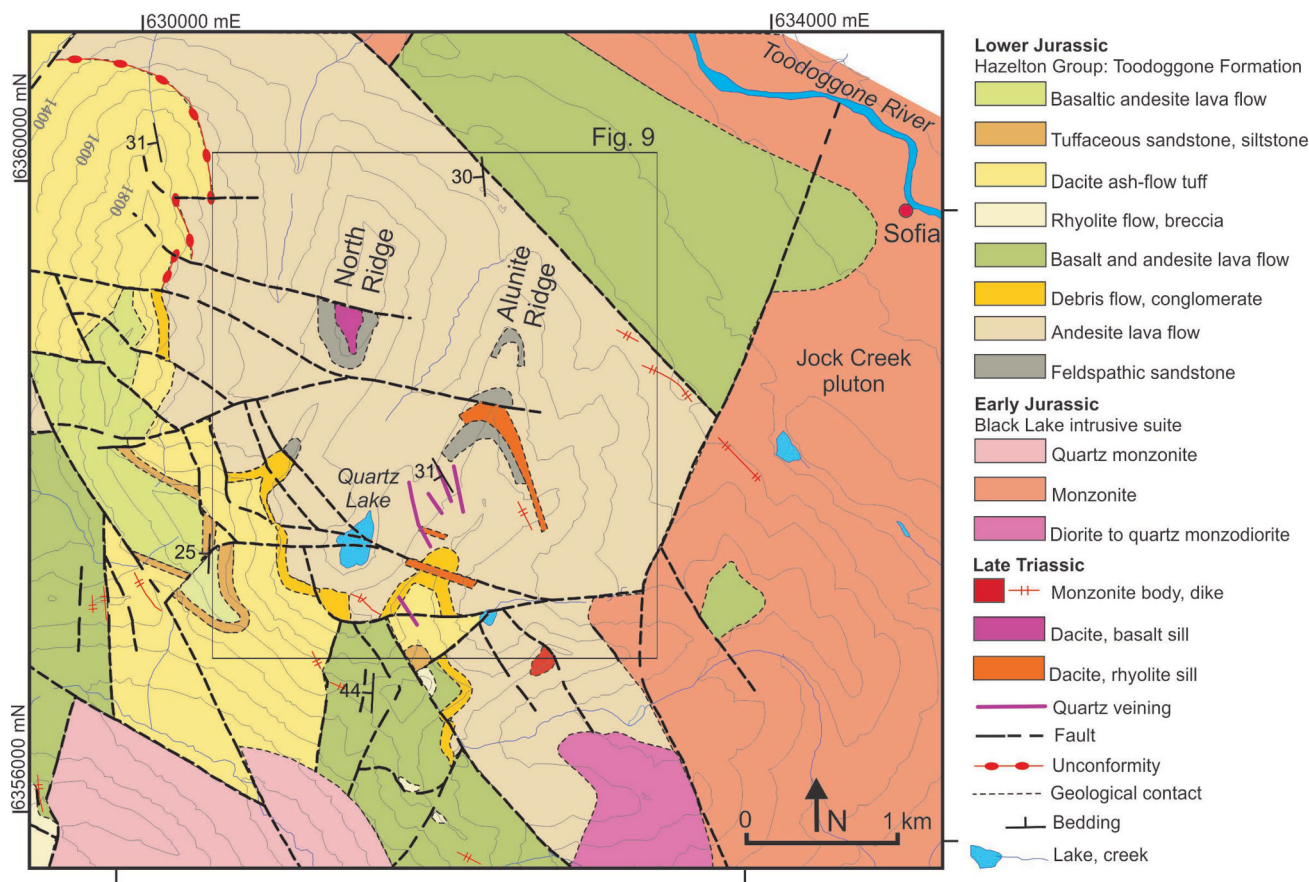 630000 mE
634000 mE
6360000 mN
6356000 mN
Toodoggone River
Fig. 9
Sofia
1400
1600
1800
31
30
North
Ridge
Alunite
Ridge
Jock Creek
pluton
Quartz
Lake
31
25
44
N
0
1 km
Lower Jurassic
Hazelton Group: Toodoggone Formation
Basaltic andesite lava flow
Tuffaceous sandstone, siltstone
Dacite ash-flow tuff
Rhyolite flow, breccia
Basalt and andesite lava flow
Debris flow, conglomerate
Andesite lava flow
Feldspathic sandstone
Early Jurassic
Black Lake intrusive suite
Quartz monzonite
Monzonite
Diorite to quartz monzodiorite
Late Triassic
Monzonite body, dike
Dacite, basalt sill
Dacite, rhyolite sill
Quartz veining
Fault
Unconformity
Geological contact
Bedding
Lake, creek